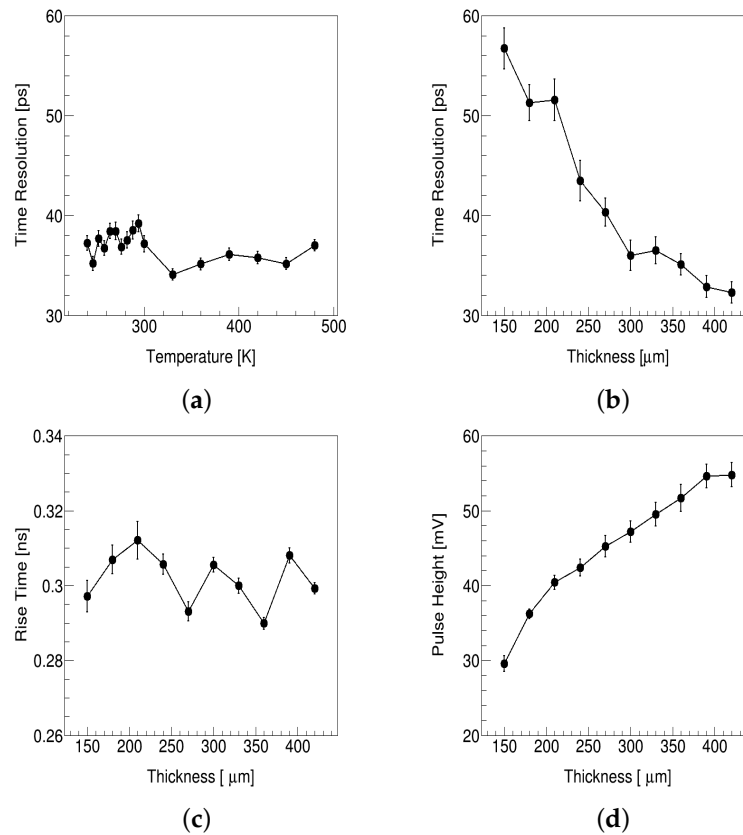 60
50
40
30
Time Resolution [ps]
300 400 500
Temperature [K]
(a)
60
50
40
30
Time Resolution [ps]
150 200 250 300 350 400
Thickness [μm]
(b)
0.34
0.32
0.3
0.28
0.26
Rise Time [ns]
150 200 250 300 350 400
Thickness [ μm]
(c)
60
50
40
30
20
Pulse Height [mV]
150 200 250 300 350 400
Thickness [μm]
(d)